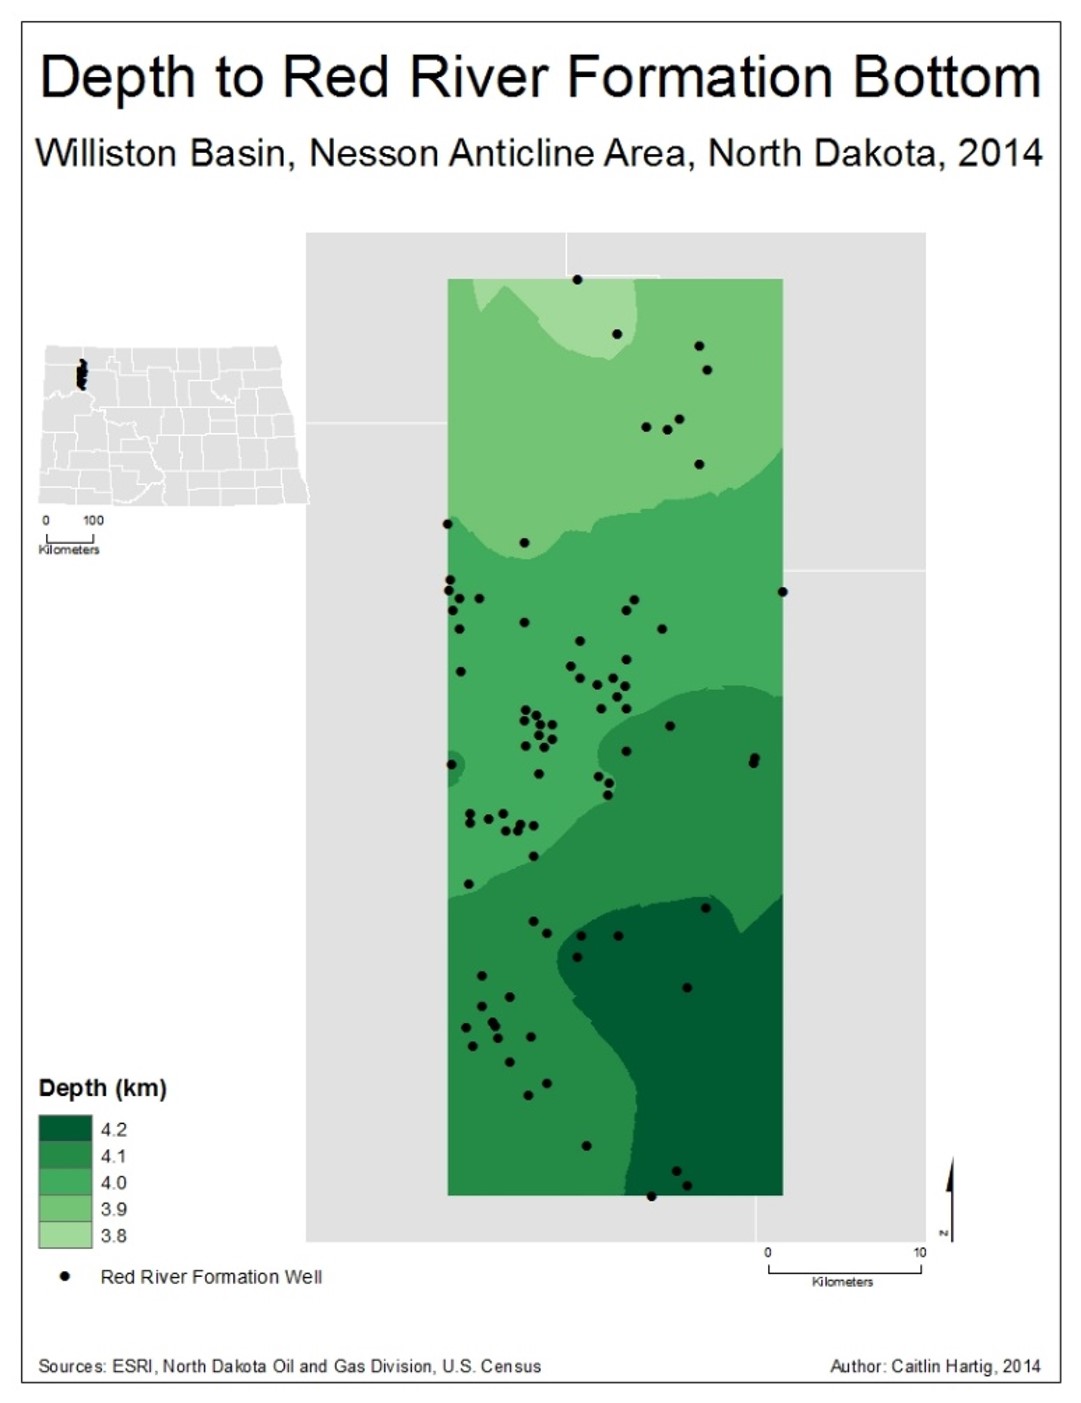 Depth to Red River Formation Bottom
Williston Basin, Nesson Anticline Area, North Dakota, 2014
0 100
Kilometers
Depth (km)
4.2
4.1
4.0
3.9
3.8
Red River Formation Well
N
0 10
Kilometers
Sources: ESRI, North Dakota Oil and Gas Division, U.S. Census
Author: Caitlin Hartig, 2014